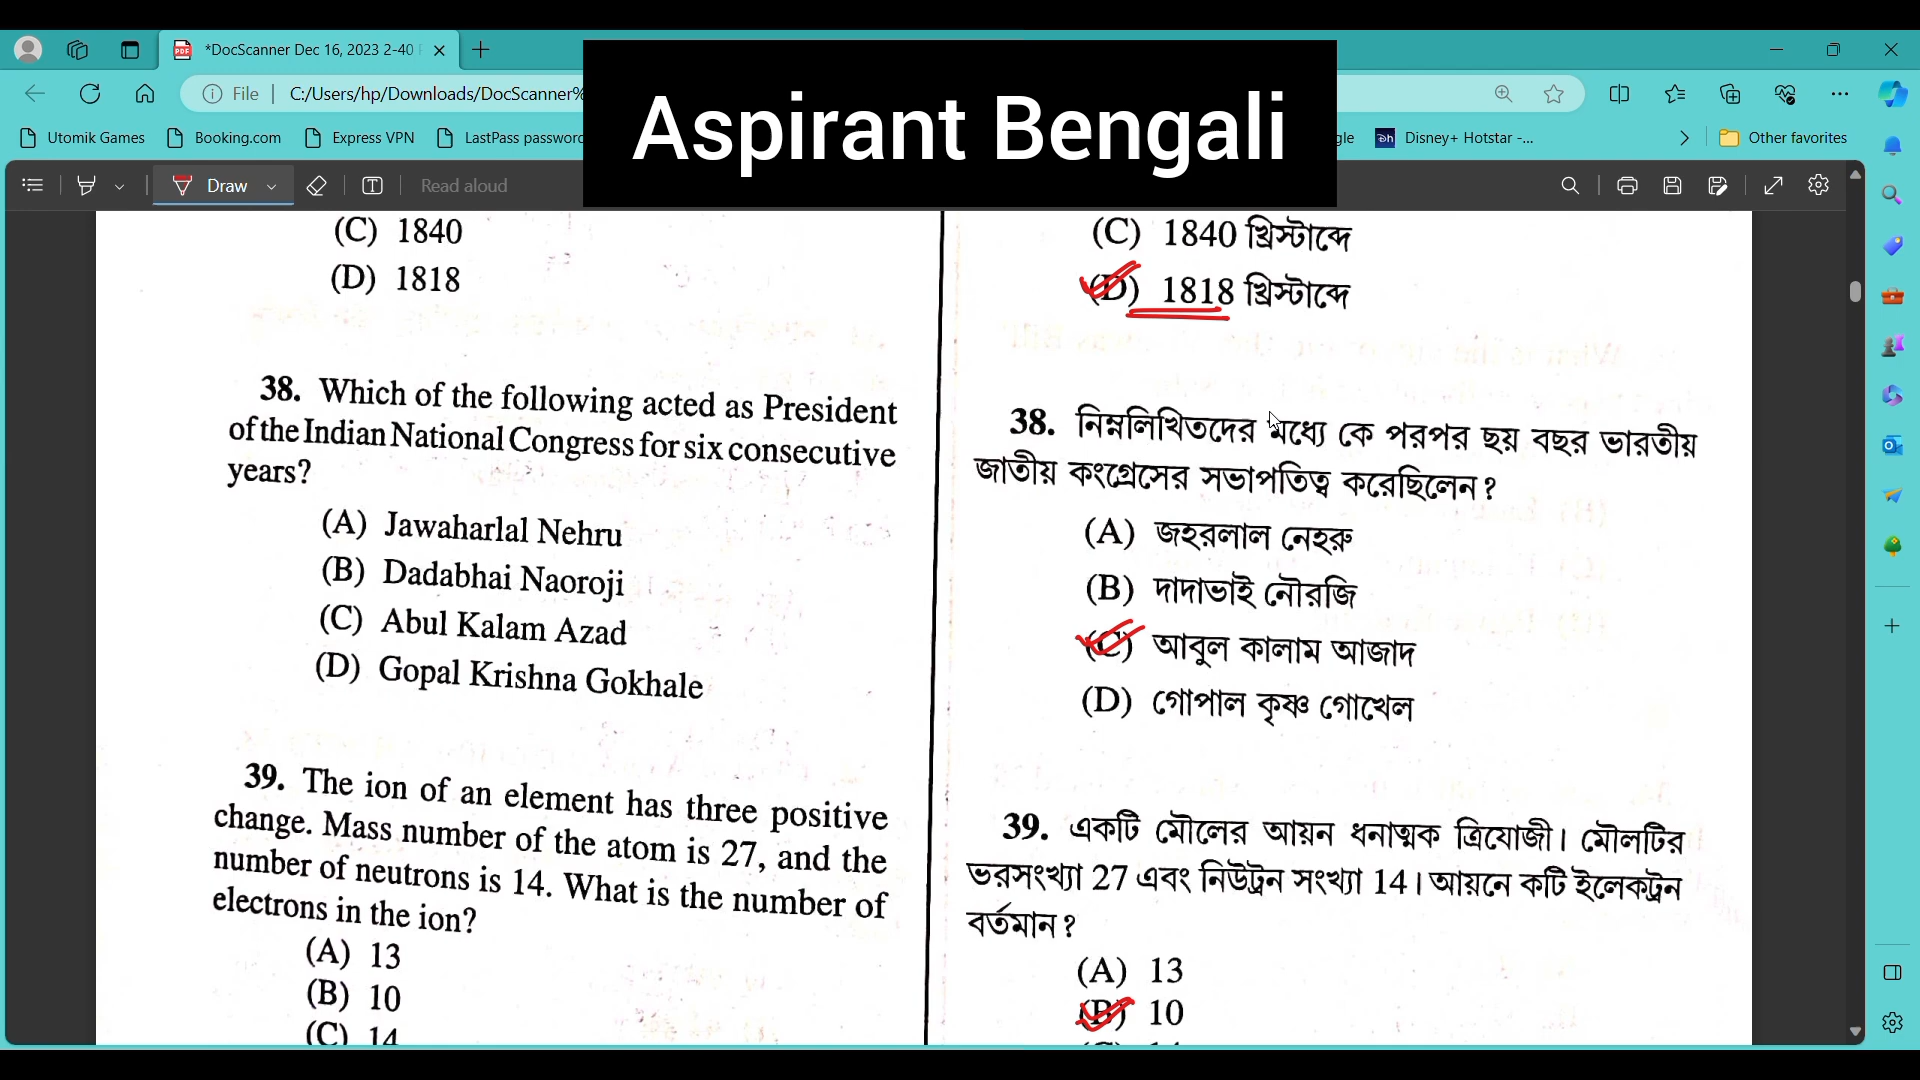 *DocScanner Dec 16, 2023 2-40
File
C:/Users/hp/Downloads/DocScanner%
Aspirant Bengali
Utomik Games
Booking.com
Express VPN
LastPass password
Disney+ Hotstar -...
Other favorites
Draw
Read aloud
(C) 1840
(D) 1818
38. Which of the following acted as President
of the Indian National Congress for six consecutive
years?
(A) Jawaharlal Nehru
(B) Dadabhai Naoroji
(C) Abul Kalam Azad
(D) Gopal Krishna Gokhale
39. The ion of an element has three positive
change. Mass number of the atom is 27, and the
number of neutrons is 14. What is the number of
electrons in the ion?
(A) 13
(B) 10
(C) 14
(C) 1840 খ্রিস্টাব্দে
(D) 1818 খ্রিস্টাব্দে
38. নিম্নলিখিতদের মধ্যে কে পরপর ছয় বছর ভারতীয়
জাতীয় কংগ্রেসের সভাপতিত্ব করেছিলেন?
(A) জহরলাল নেহরু
(B) দাদাভাই নৌরজি
(C) আবুল কালাম আজাদ
(D) গোপাল কৃষ্ণ গোখেল
39. একটি মৌলের আয়ন ধনাত্মক ত্রিযোজী। মৌলটির
ভরসংখ্যা 27 এবং নিউট্রন সংখ্যা 14। আয়নে কটি ইলেকট্রন
বর্তমান?
(A) 13
(B) 10